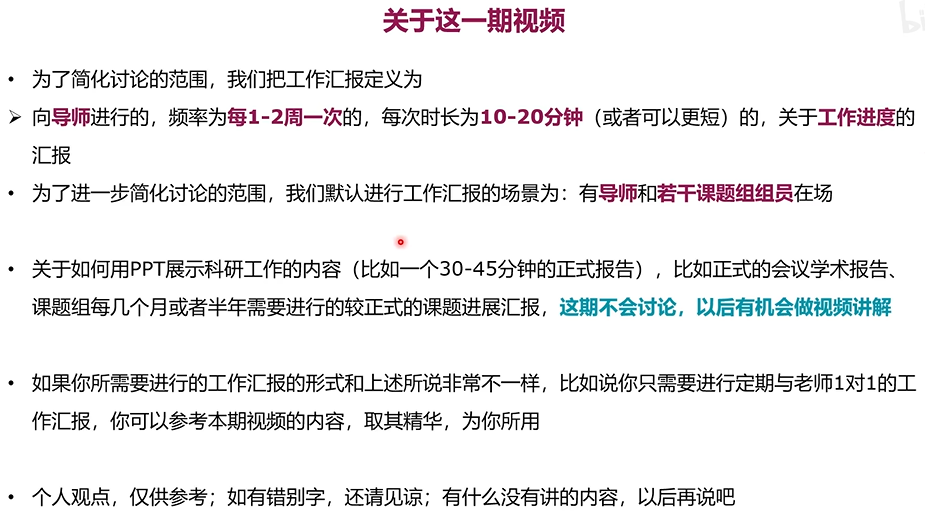 关于这一期视频
bi
• 为了简化讨论的范围，我们把工作汇报定义为
➢ 向导师进行的，频率为每1-2周一次的，每次时长为10-20分钟（或者可以更短）的，关于工作进度的
汇报
• 为了进一步简化讨论的范围，我们默认进行工作汇报的场景为：有导师和若干课题组组员在场
• 关于如何用PPT展示科研工作的内容（比如一个30-45分钟的正式报告），比如正式的会议学术报告、
课题组每几个月或者半年需要进行的较正式的课题进展汇报，这期不会讨论，以后有机会做视频讲解
• 如果你所需要进行的工作汇报的形式和上述所说非常不一样，比如说你只需要进行定期与老师1对1的工
作汇报，你可以参考本期视频的内容，取其精华，为你所用
• 个人观点，仅供参考；如有错别字，还请见谅；有什么没有讲的内容，以后再说吧